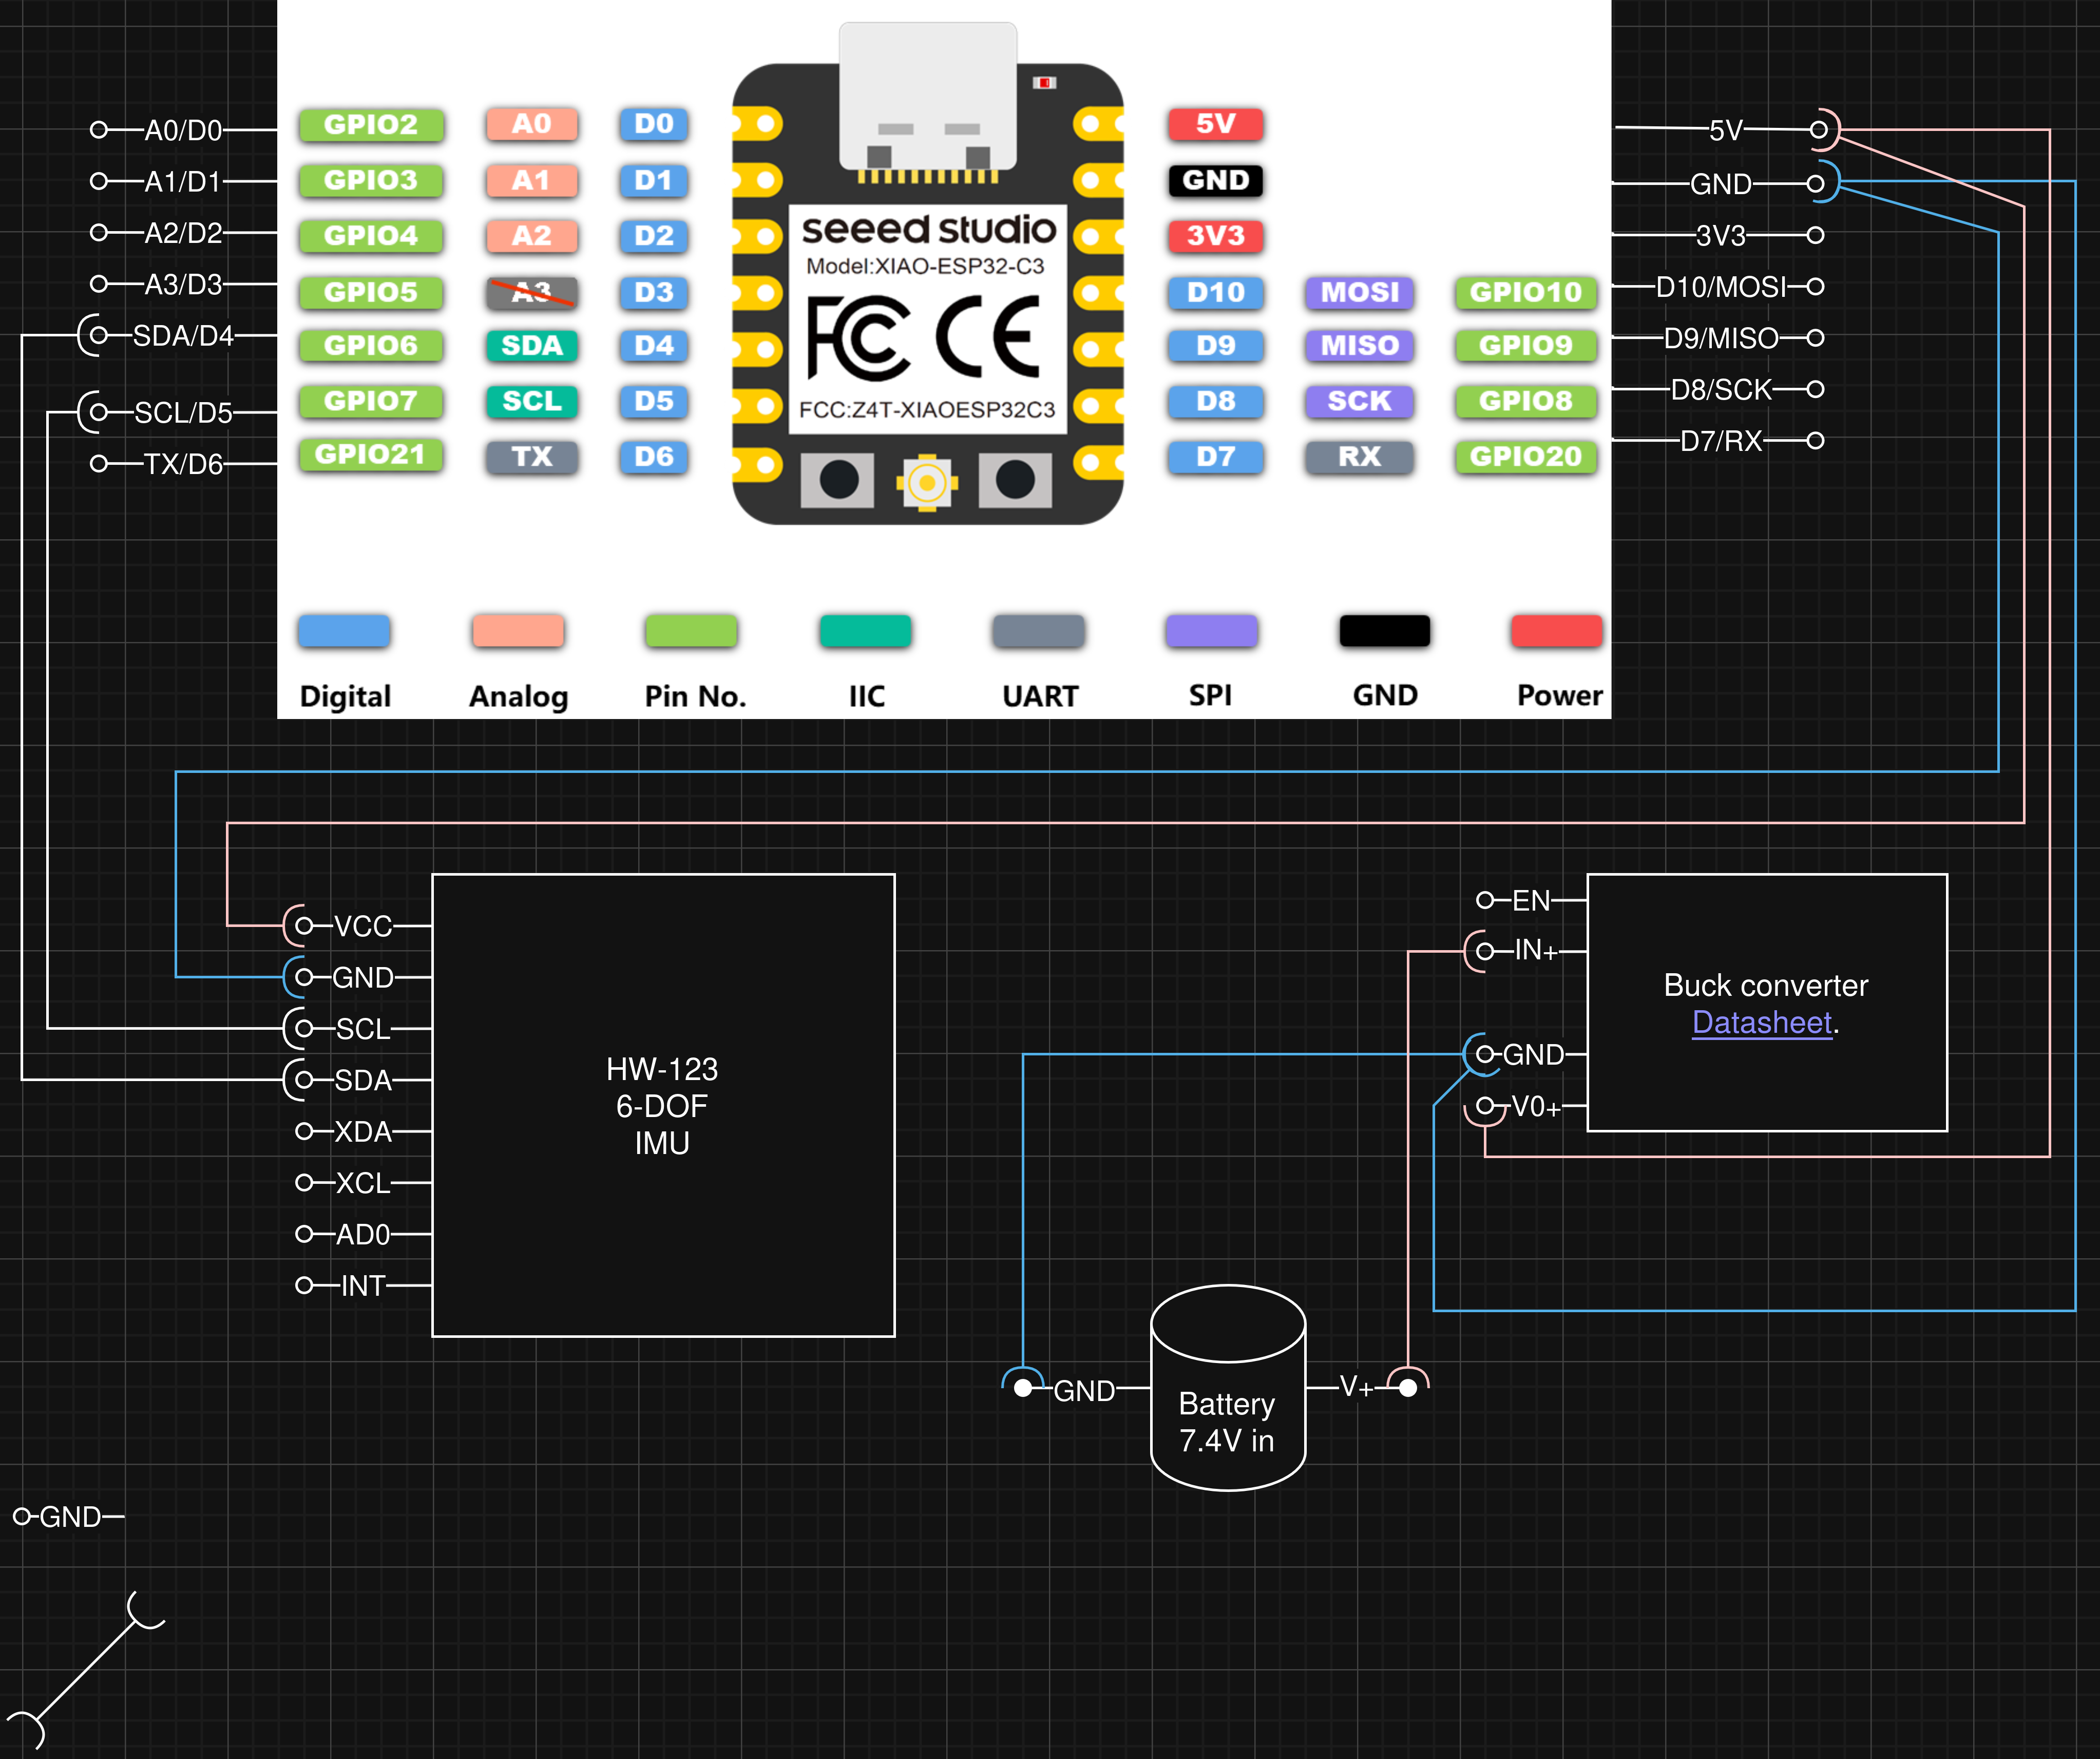 A0/D0
A1/D1
A2/D2
A3/D3
SDA/D4
SCL/D5
TX/D6
GPIO2 A0 D0
GPIO3 A1 D1
GPIO4 A2 D2
GPIO5 A3 D3
GPIO6 SDA D4
GPIO7 SCL D5
GPIO21 TX D6
seeed studio
Model:XIAO-ESP32-C3
FC CE
FCC:Z4T-XIAOESP32C3
5V
GND
3V3
D10 MOSI GPIO10
D9 MISO GPIO9
D8 SCK GPIO8
D7 RX GPIO20
5V
GND
3V3
D10/MOSI
D9/MISO
D8/SCK
D7/RX
Digital Analog Pin No. IIC UART SPI GND Power
VCC
GND
SCL
SDA
XDA
XCL
AD0
INT
HW-123
6-DOF
IMU
EN
IN+
GND
V0+
Buck converter
Datasheet.
GND
Battery
7.4V in
V+
GND